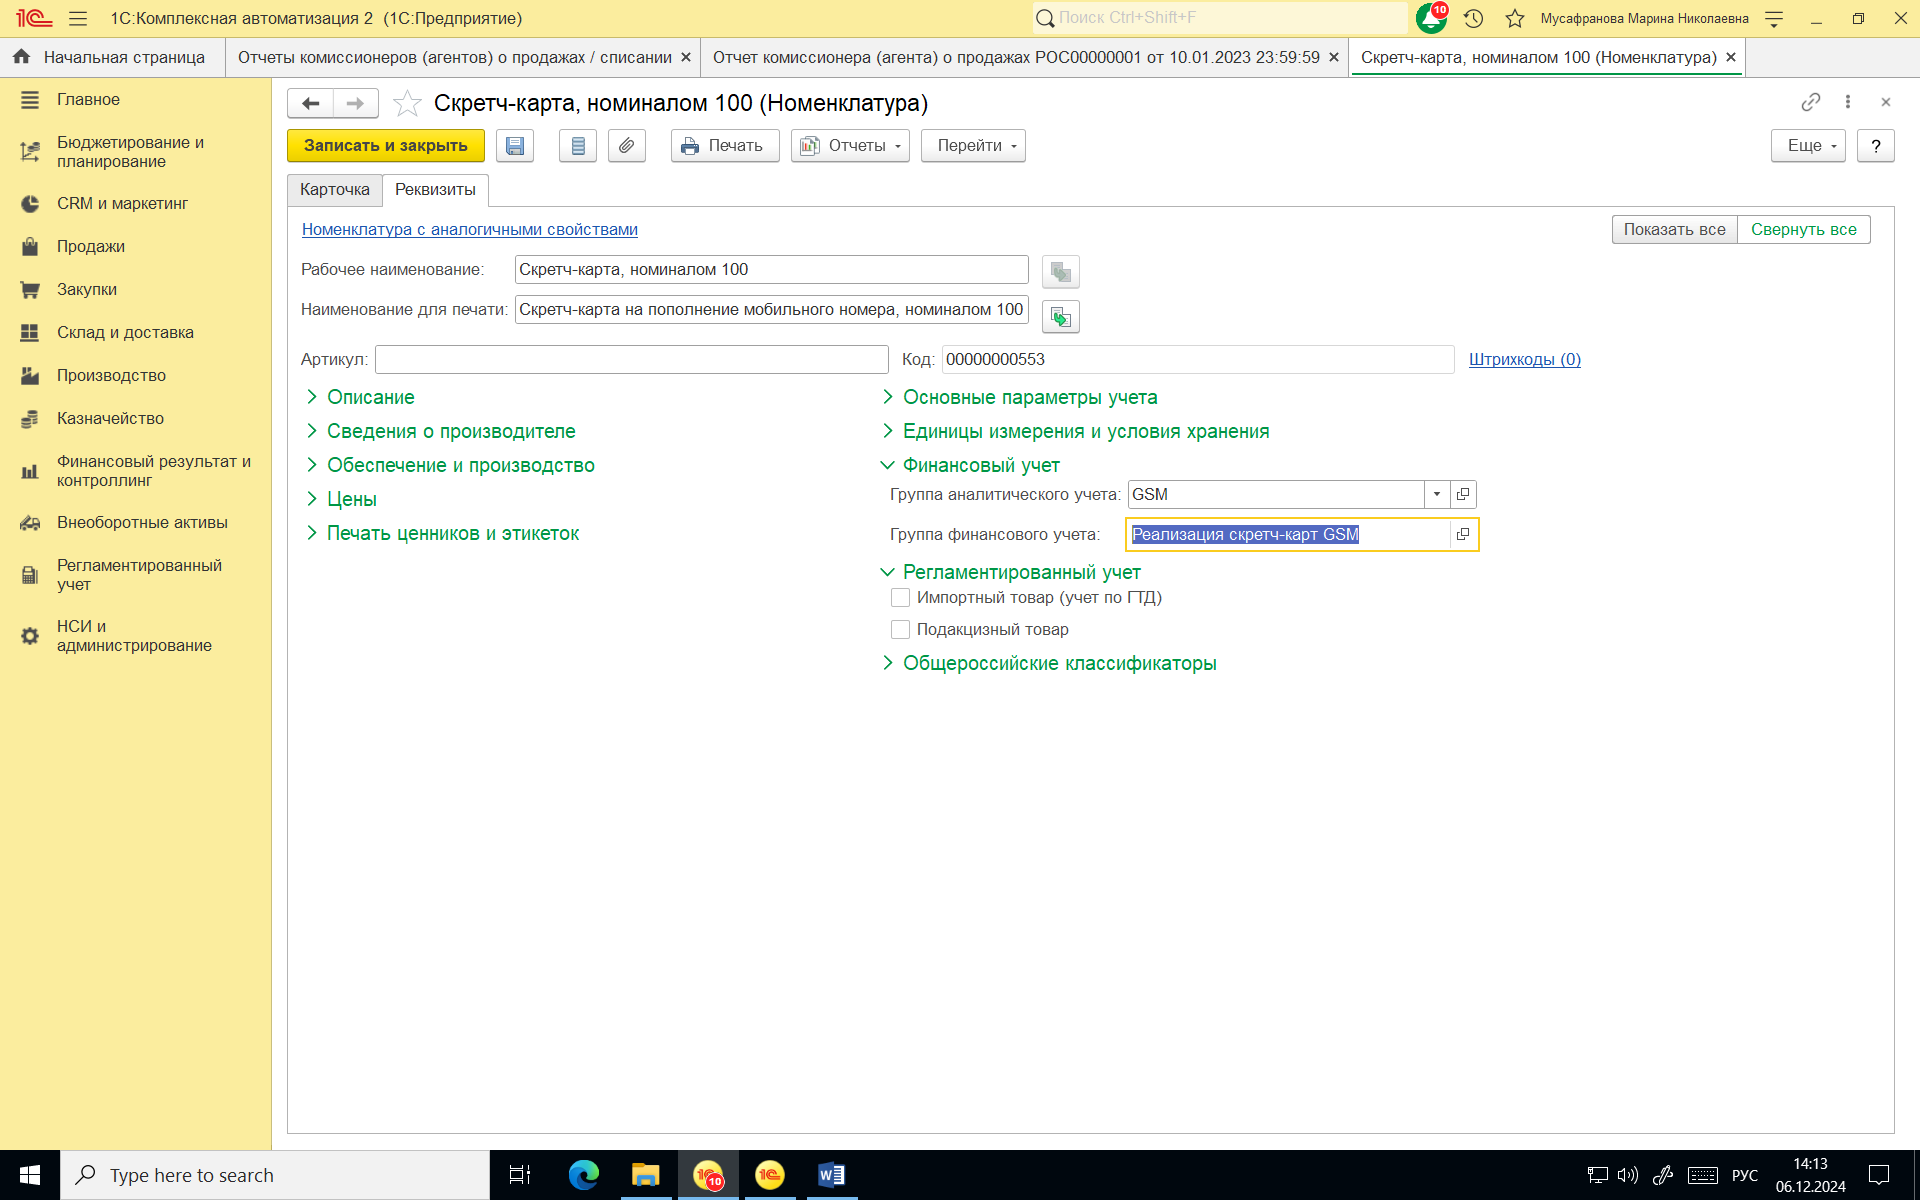 1С:Комплексная автоматизация 2 (1С:Предприятие)
Поиск Ctrl+Shift+F
10
Мусафранова Марина Николаевна
Начальная страница
Отчеты комиссионеров (агентов) о продажах / списании
Отчет комиссионера (агента) о продажах РОС00000001 от 10.01.2023 23:59:59
Скретч-карта, номиналом 100 (Номенклатура)
Главное
Бюджетирование и
планирование
CRM и маркетинг
Продажи
Закупки
Склад и доставка
Производство
Казначейство
Финансовый результат и
контроллинг
Внеоборотные активы
Регламентированный
учет
НСИ и
администрирование
Скретч-карта, номиналом 100 (Номенклатура)
Записать и закрыть
Печать
Отчеты
Перейти
Еще
?
Карточка
Реквизиты
Номенклатура с аналогичными свойствами
Показать все
Свернуть все
Рабочее наименование:
Скретч-карта, номиналом 100
Наименование для печати:
Скретч-карта на пополнение мобильного номера, номиналом 100
Артикул:
Код:
00000000553
Штрихкоды (0)
Описание
Сведения о производителе
Обеспечение и производство
Цены
Печать ценников и этикеток
Основные параметры учета
Единицы измерения и условия хранения
Финансовый учет
Группа аналитического учета:
GSM
Группа финансового учета:
Реализация скретч-карт GSM
Регламентированный учет
Импортный товар (учет по ГТД)
Подакцизный товар
Общероссийские классификаторы
Type here to search
10
РУС
14:13
06.12.2024